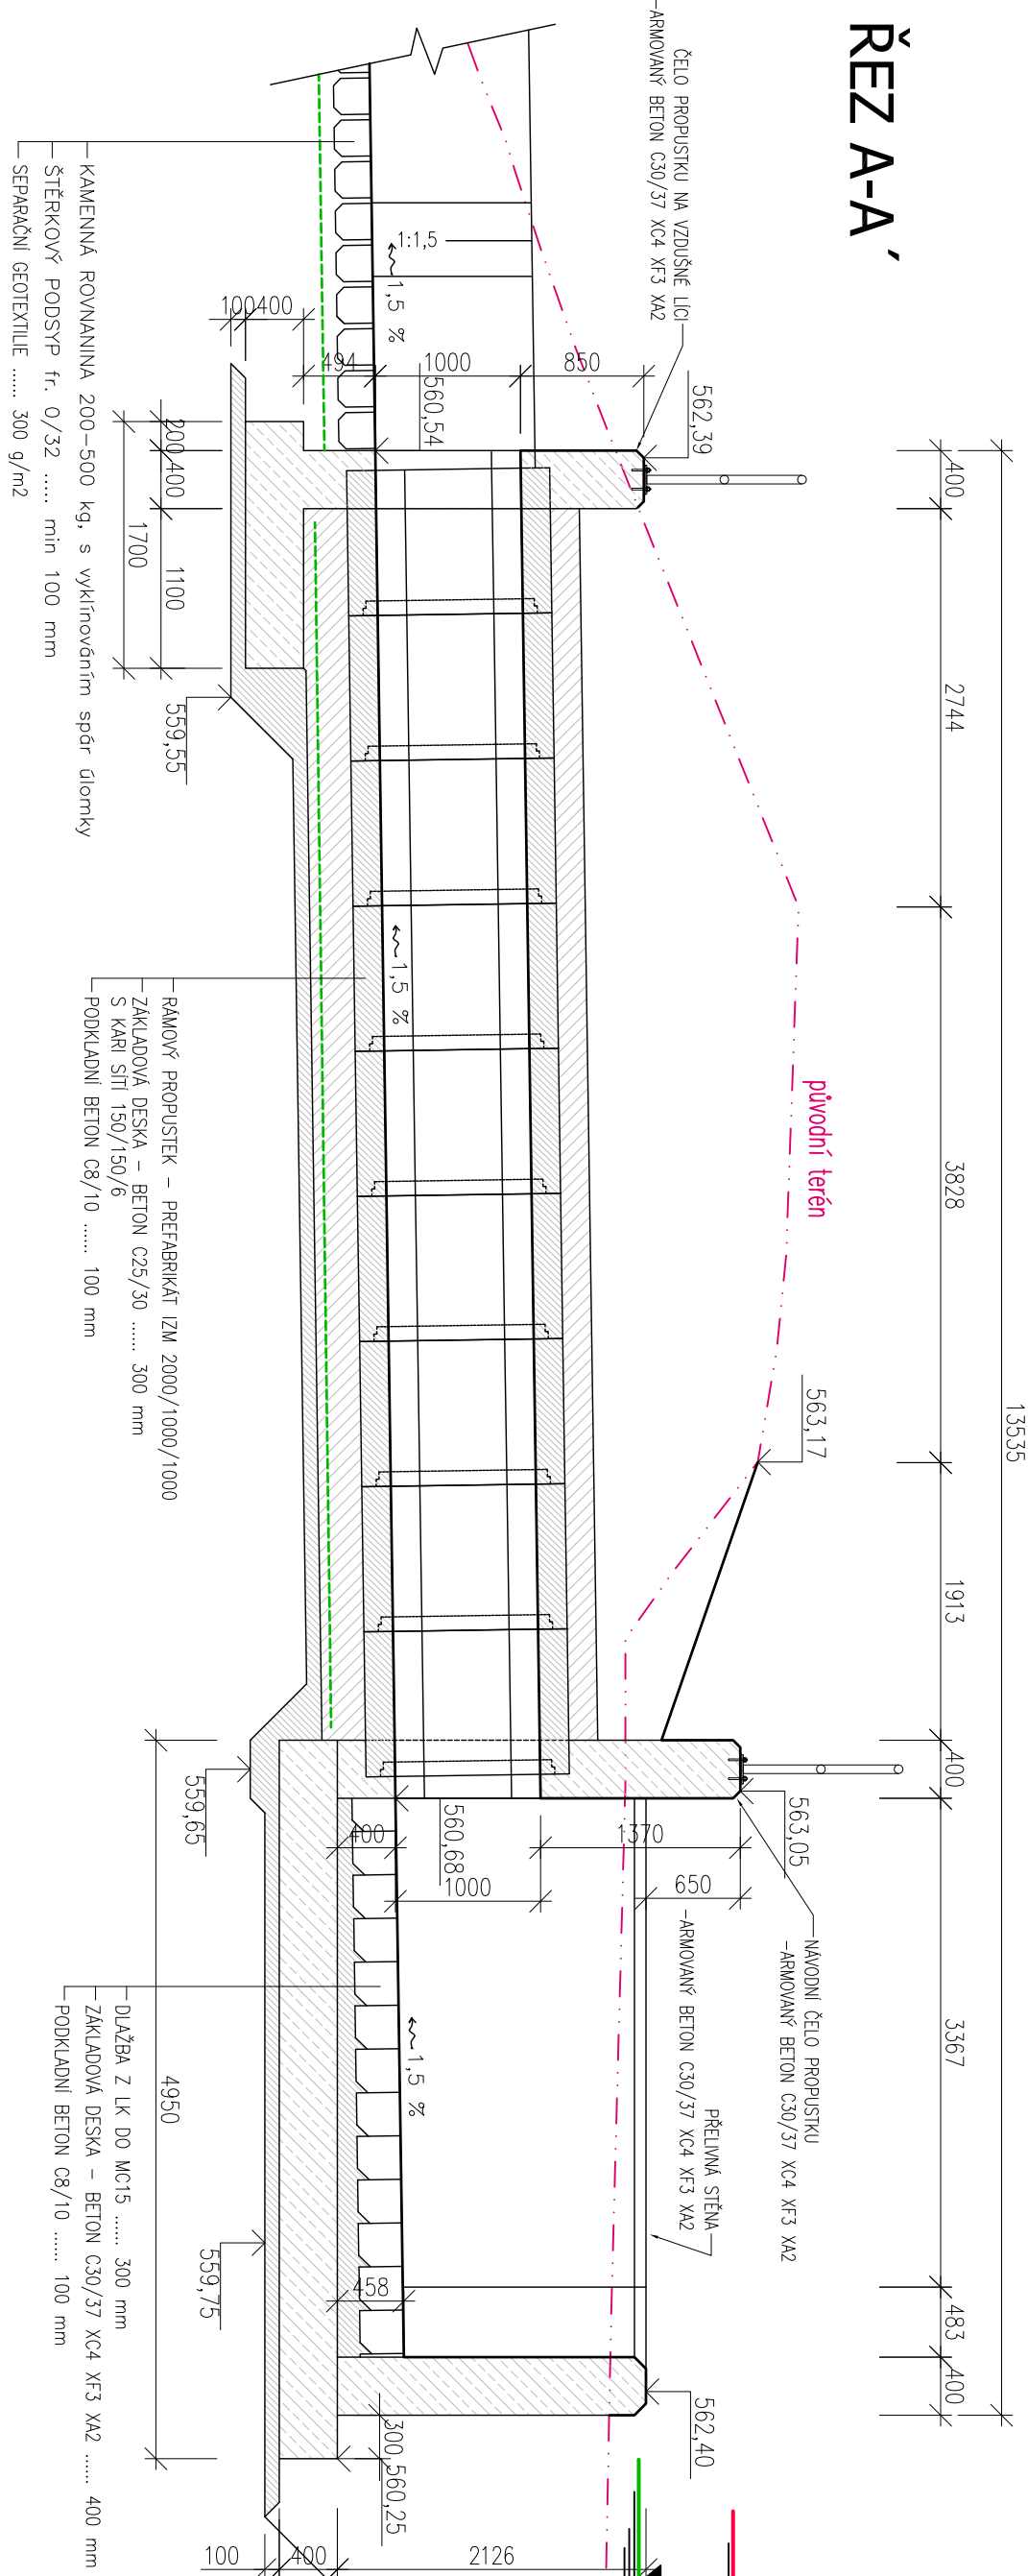 ŘEZ A-A´
ČELO PROPUSTKU NA VZDUŠNÉ LÍCI
-ARMOVANÝ BETON C30/37 XC4 XF3 XA2
13535
400
2744
3828
1913
400
3367
483
400
562,39
563,17
563,05
562,40
původní terén
NÁVODNÍ ČELO PROPUSTKU
-ARMOVANÝ BETON C30/37 XC4 XF3 XA2
PŘELIVNÁ STĚNA
-ARMOVANÝ BETON C30/37 XC4 XF3 XA2
850
1000
494
400
100
1:1,5
1,5 %
560,54
1,5 %
1370
650
1000
400
560,68
1,5 %
458
300
560,25
2126
400
100
200
400
1100
1700
559,55
559,65
559,75
4950
KAMENNÁ ROVNANINA 200-500 kg, s vyklínováním spár úlomky
ŠTĚRKOVÝ PODSYP fr. 0/32 ..... min 100 mm
SEPARAČNÍ GEOTEXTILIE ...... 300 g/m2
RÁMOVÝ PROPUSTEK - PREFABRIKÁT IZM 2000/1000/1000
ZÁKLADOVÁ DESKA - BETON C25/30 ...... 300 mm
S KARI SÍTÍ 150/150/6
PODKLADNÍ BETON C8/10 ...... 100 mm
DLAŽBA Z LK DO MC15 ...... 300 mm
ZÁKLADOVÁ DESKA - BETON C30/37 XC4 XF3 XA2 ...... 400 mm
PODKLADNÍ BETON C8/10 ...... 100 mm